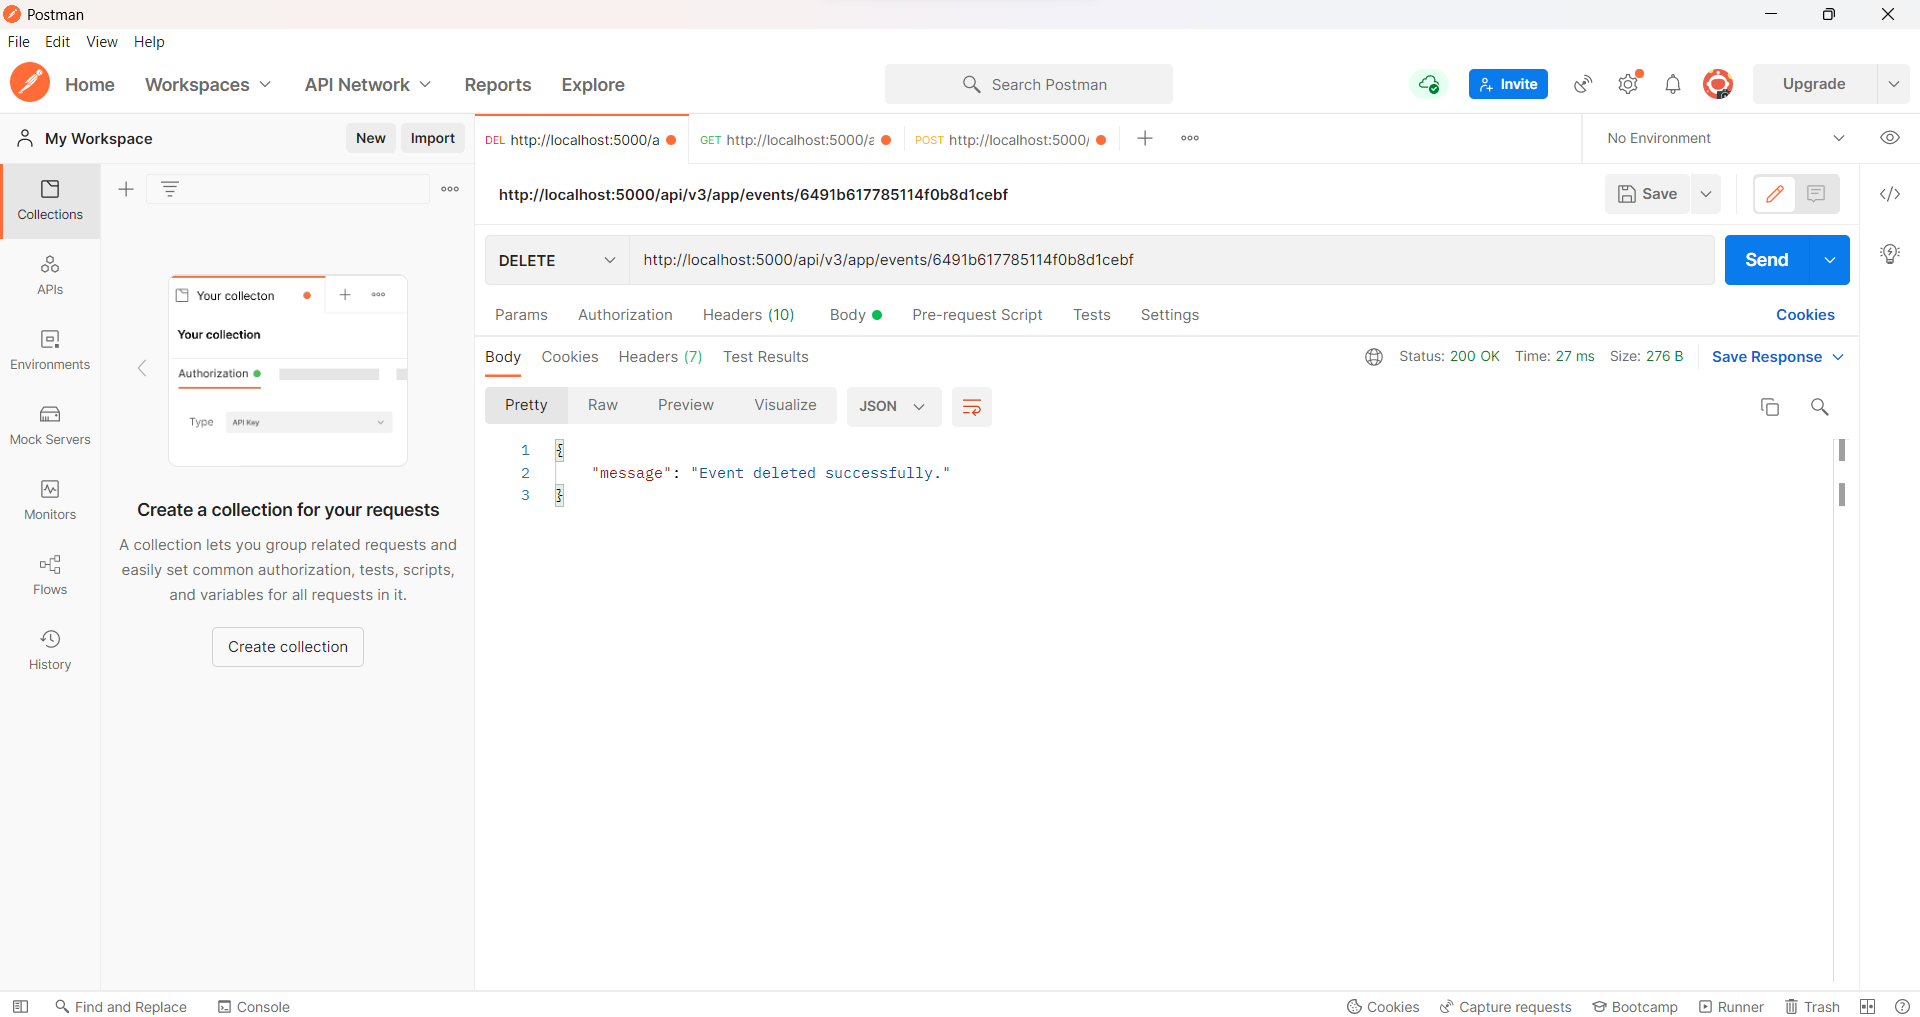 Postman
File Edit View Help
Home Workspaces API Network Reports Explore Search Postman Invite Upgrade
My Workspace New Import
DEL http://localhost:5000/a GET http://localhost:5000/a POST http://localhost:5000/ No Environment
http://localhost:5000/api/v3/app/events/6491b617785114f0b8d1cebf Save
DELETE http://localhost:5000/api/v3/app/events/6491b617785114f0b8d1cebf Send
Params Authorization Headers (10) Body Pre-request Script Tests Settings Cookies
Body Cookies Headers (7) Test Results Status: 200 OK Time: 27 ms Size: 276 B Save Response
Pretty Raw Preview Visualize JSON
1 {
2 "message": "Event deleted successfully."
3 }
Collections
APIs
Environments
Mock Servers
Monitors
Flows
History
Your collecton
Your collection
Authorization
Type API Key
Create a collection for your requests
A collection lets you group related requests and
easily set common authorization, tests, scripts,
and variables for all requests in it.
Create collection
Find and Replace Console Cookies Capture requests Bootcamp Runner Trash